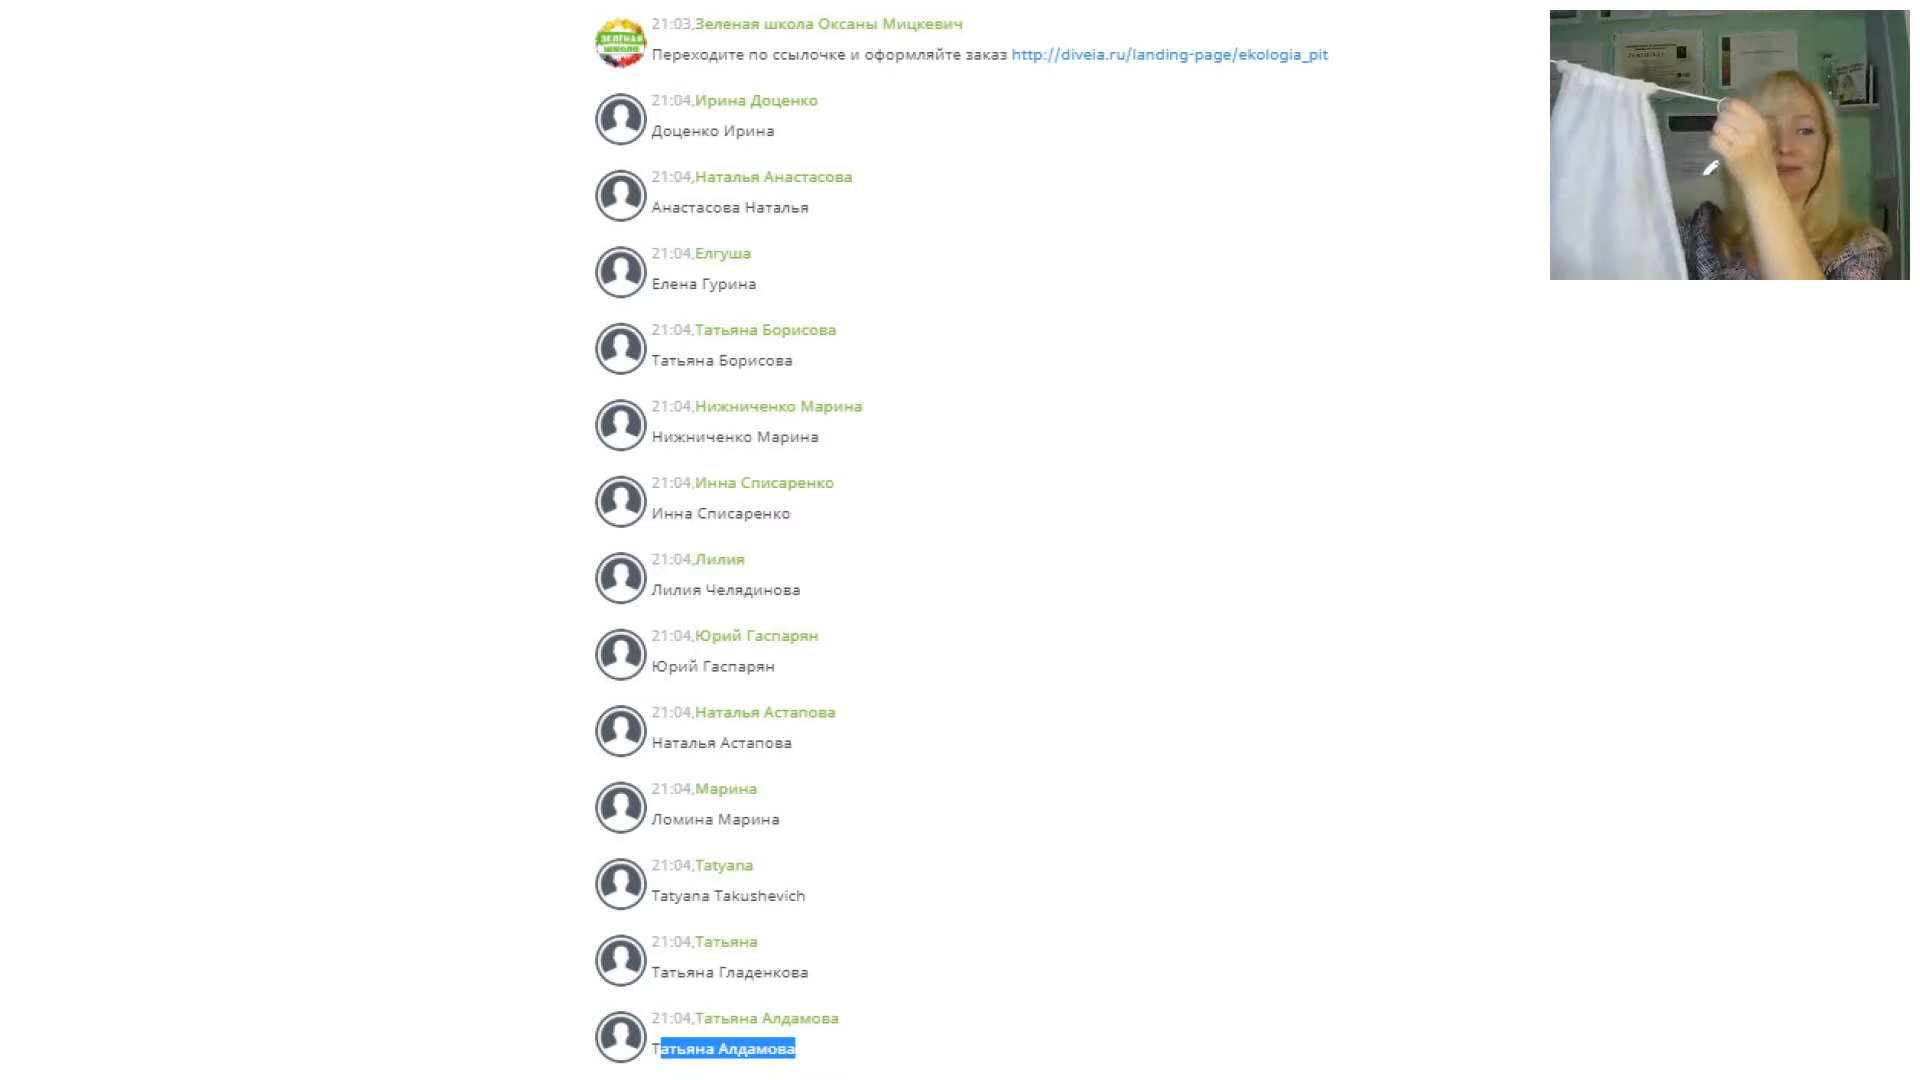 21:03,Зеленая школа Оксаны Мицкевич
ЗЕЛЁНАЯ
ШКОЛА
Переходите по ссылочке и оформляйте заказ http://diveia.ru/landing-page/ekologia_pit
21:04,Ирина Доценко
Доценко Ирина
21:04,Наталья Анастасова
Анастасова Наталья
21:04,Елгуша
Елена Гурина
21:04,Татьяна Борисова
Татьяна Борисова
21:04,Нижниченко Марина
Нижниченко Марина
21:04,Инна Списаренко
Инна Списаренко
21:04,Лилия
Лилия Челядинова
21:04,Юрий Гаспарян
Юрий Гаспарян
21:04,Наталья Астапова
Наталья Астапова
21:04,Марина
Ломина Марина
21:04,Tatyana
Tatyana Takushevich
21:04,Татьяна
Татьяна Гладенкова
21:04,Татьяна Алдамова
Татьяна Алдамова